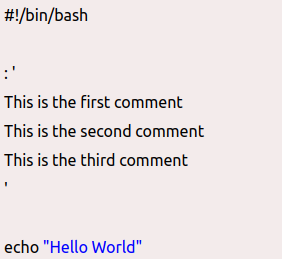 #!/bin/bash
: '
This is the first comment
This is the second comment
This is the third comment
'
echo "Hello World"